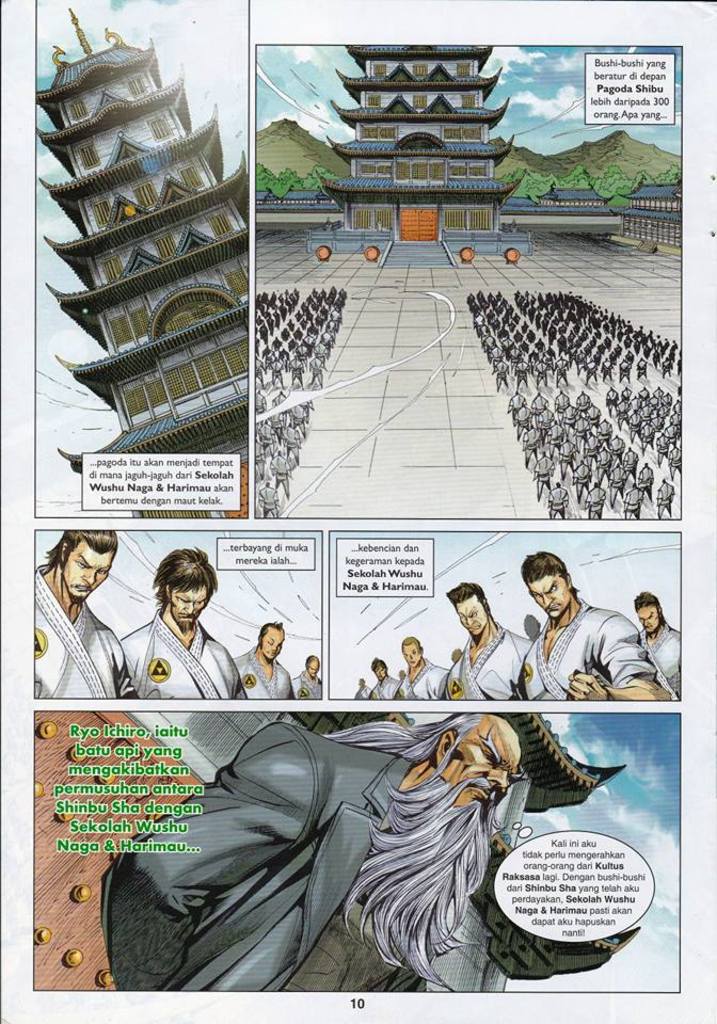 Bushi-bushi yang
beratur di depan
Pagoda Shibu
lebih daripada 300
orang. Apa yang...
...pagoda itu akan menjadi tempat
di mana jaguh-jaguh dari Sekolah
Wushu Naga & Harimau akan
bertemu dengan maut kelak.
...terbayang di muka
mereka ialah...
...kebencian dan
kegeraman kepada
Sekolah Wushu
Naga & Harimau.
Ryo Ichiro, iaitu
batu api yang
mengakibatkan
permusuhan antara
Shinbu Sha dengan
Sekolah Wushu
Naga & Harimau...
Kali ini aku
tidak perlu mengerahkan
orang-orang dari Kultus
Raksasa lagi. Dengan bushi-bushi
dari Shinbu Sha yang telah aku
perdayakan, Sekolah Wushu
Naga & Harimau pasti akan
dapat aku hapuskan
nanti!
10